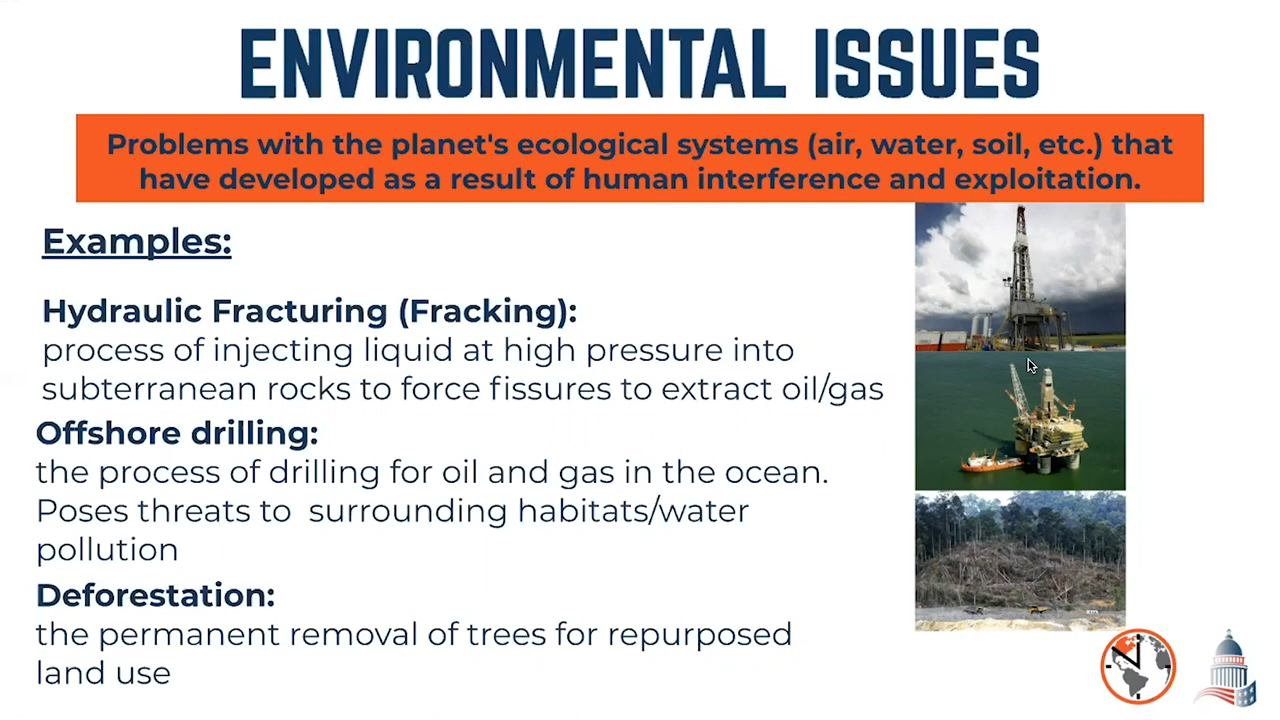 ENVIRONMENTAL ISSUES
Problems with the planet's ecological systems (air, water, soil, etc.) that
have developed as a result of human interference and exploitation.
Examples:
Hydraulic Fracturing (Fracking):
process of injecting liquid at high pressure into
subterranean rocks to force fissures to extract oil/gas
Offshore drilling:
the process of drilling for oil and gas in the ocean.
Poses threats to  surrounding habitats/water
pollution
Deforestation:
the permanent removal of trees for repurposed
land use